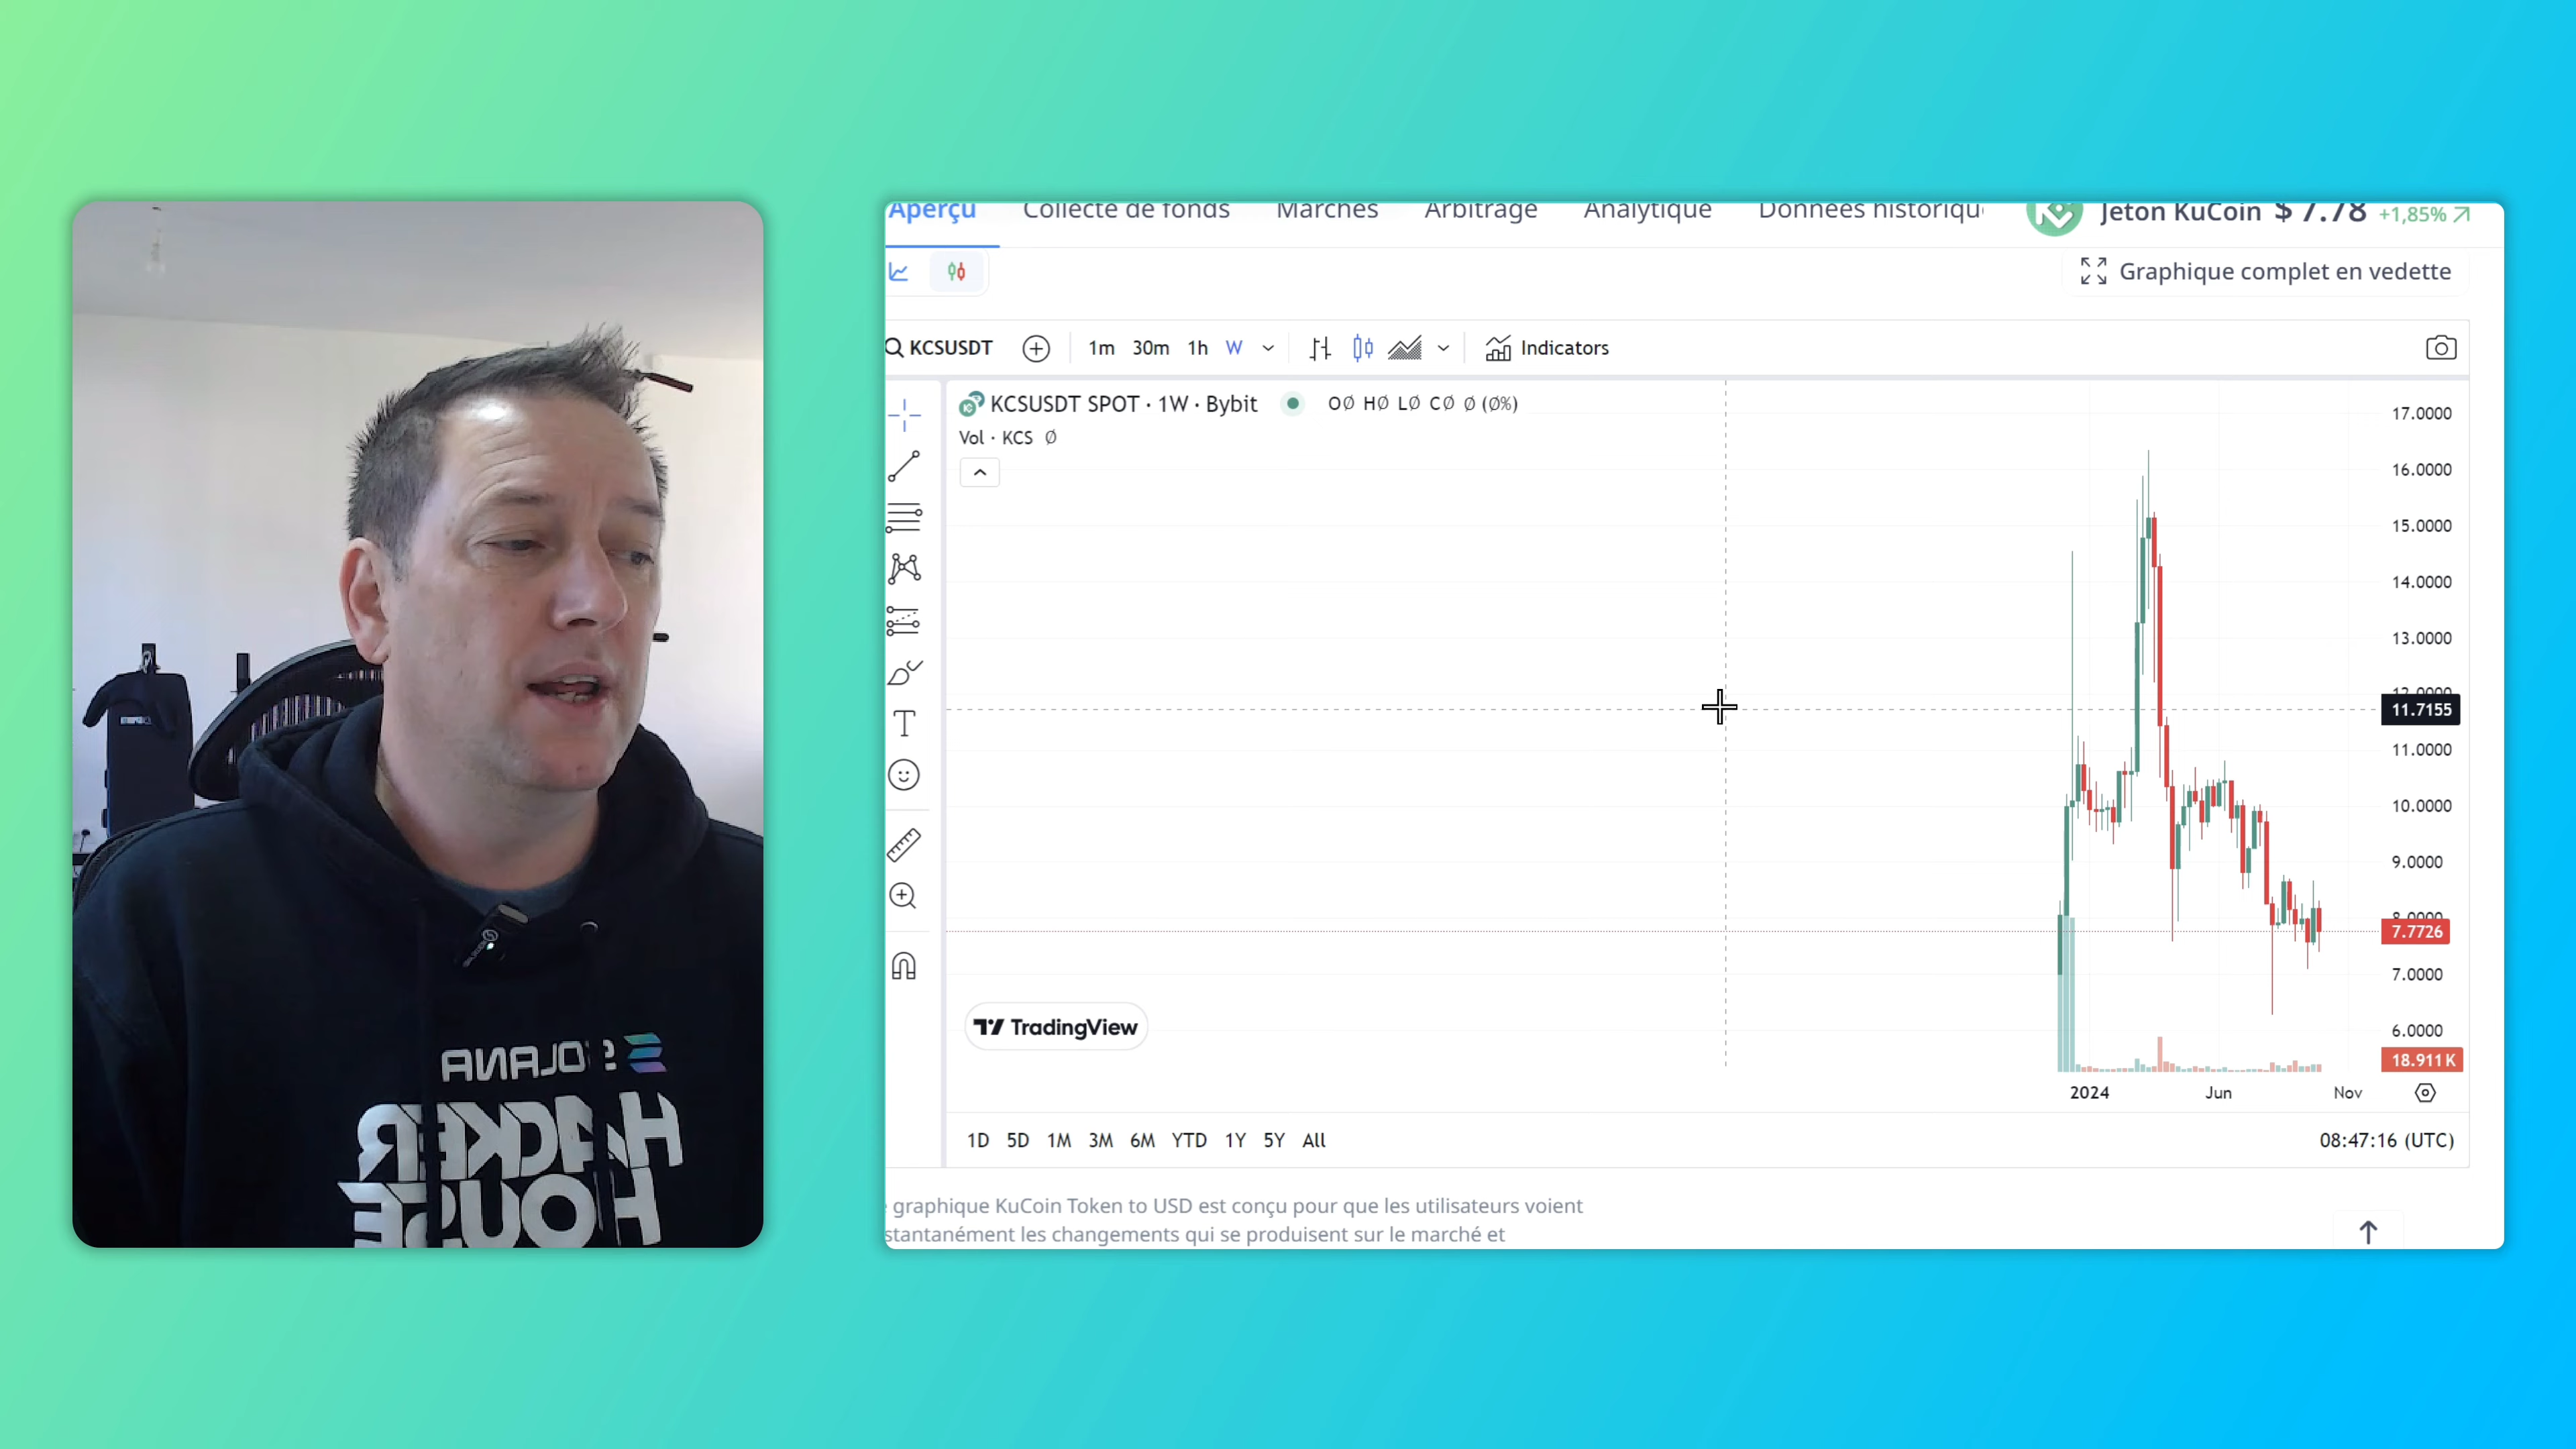 Aperçu Collecte de fonds Marchés Arbitrage Analytique Données historiqu Jeton KuCoin $ 7.78 +1,85%
Graphique complet en vedette
KCSUSDT 1m 30m 1h W Indicators
KCSUSDT SPOT · 1W · Bybit OØ HØ LØ CØ Ø (Ø%)
Vol · KCS Ø
17.0000
16.0000
15.0000
14.0000
13.0000
12.0000
11.7155
11.0000
10.0000
9.0000
8.0000
7.7726
7.0000
6.0000
18.911K
TradingView
2024 Jun Nov
1D 5D 1M 3M 6M YTD 1Y 5Y All 08:47:16 (UTC)
graphique KuCoin Token to USD est conçu pour que les utilisateurs voient
stantanément les changements qui se produisent sur le marché et
SOLANA
HACKER
HOUSE